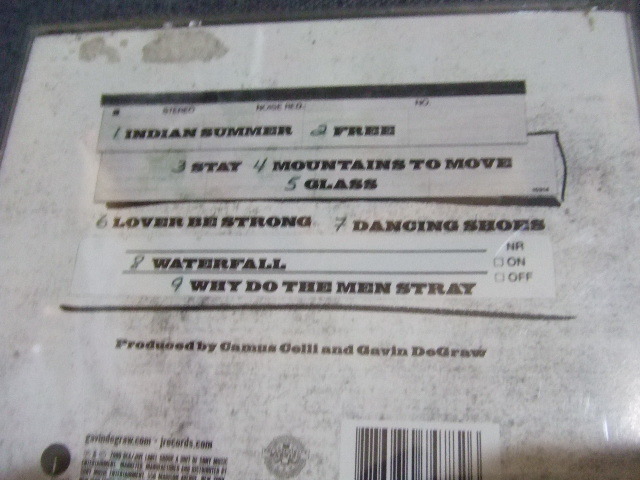 STEREO NOISE RED. NO.
1 INDIAN SUMMER 2 FREE
3 STAY 4 MOUNTAINS TO MOVE
5 GLASS
6 LOVER BE STRONG 7 DANCING SHOES
NR
8 WATERFALL ON
OFF
9 WHY DO THE MEN STRAY
Produced by Camus Celli and Gavin DeGraw
gavindegraw.com · jrecords.com